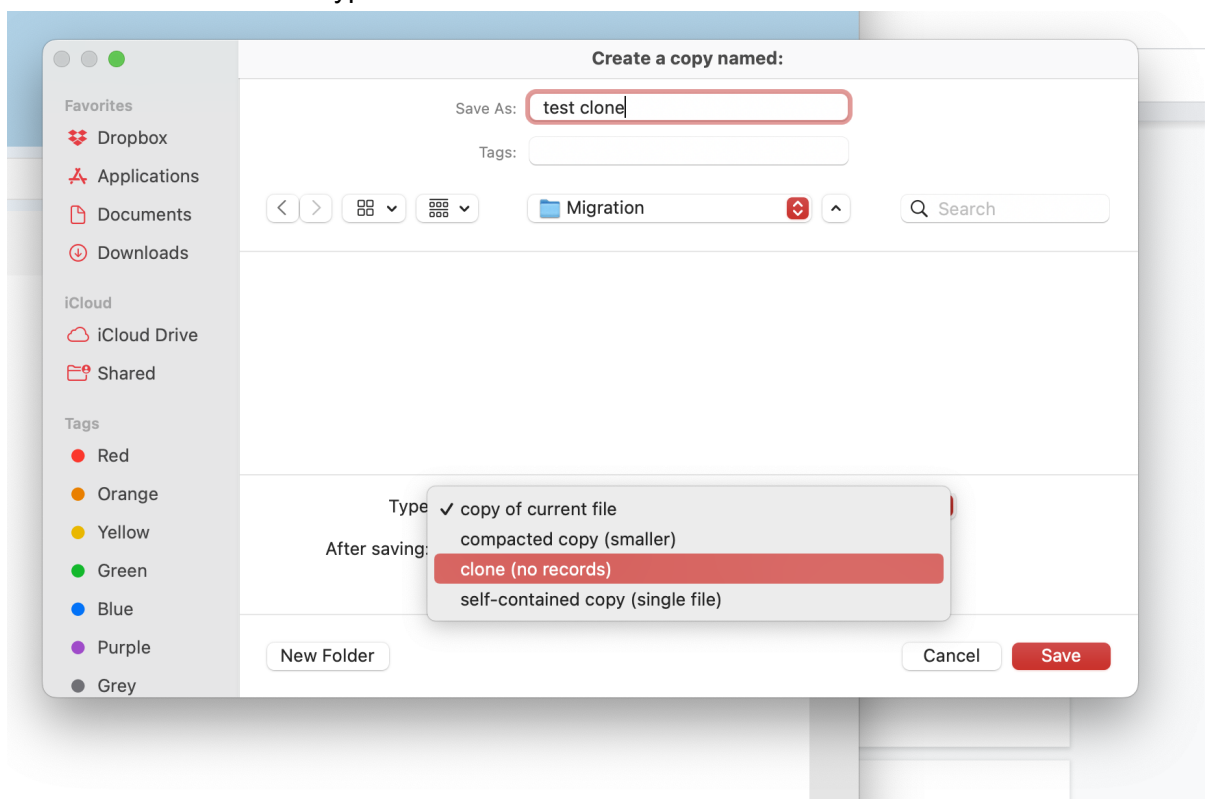 Create a copy named:
Favorites
Dropbox
Applications
Documents
Downloads
iCloud
iCloud Drive
Shared
Tags
Red
Orange
Yellow
Green
Blue
Purple
Grey
Save As: test clone
Tags:
Migration
Search
Type
✓ copy of current file
compacted copy (smaller)
clone (no records)
self-contained copy (single file)
After saving:
New Folder
Cancel
Save